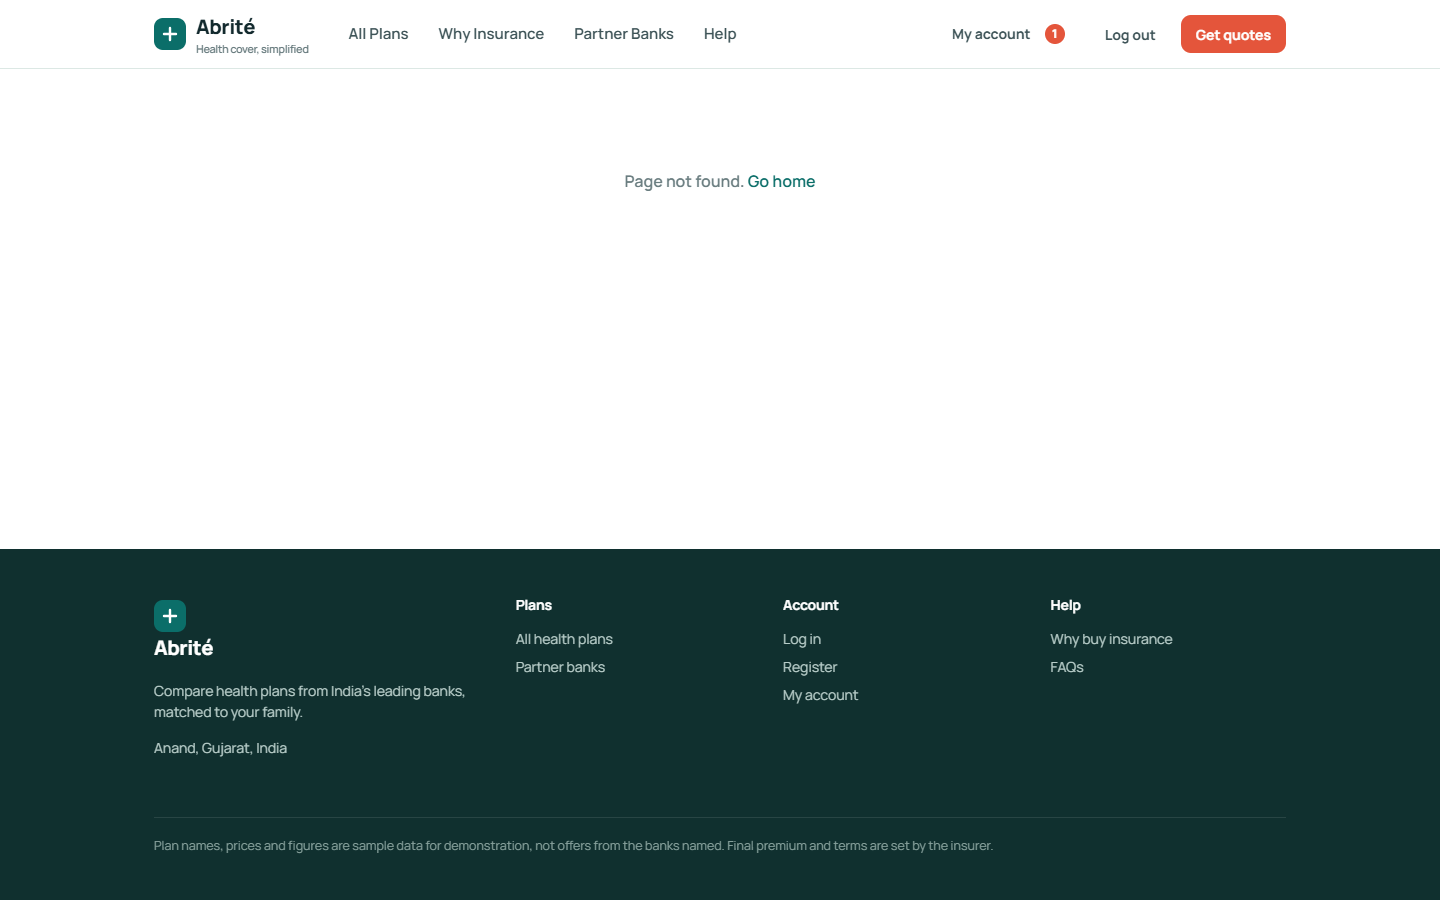 Abrité
Health cover, simplified
All Plans
Why Insurance
Partner Banks
Help
My account
1
Log out
Get quotes
Page not found. Go home
Abrité
Compare health plans from India's leading banks,
matched to your family.
Anand, Gujarat, India
Plans
All health plans
Partner banks
Account
Log in
Register
My account
Help
Why buy insurance
FAQs
Plan names, prices and figures are sample data for demonstration, not offers from the banks named. Final premium and terms are set by the insurer.